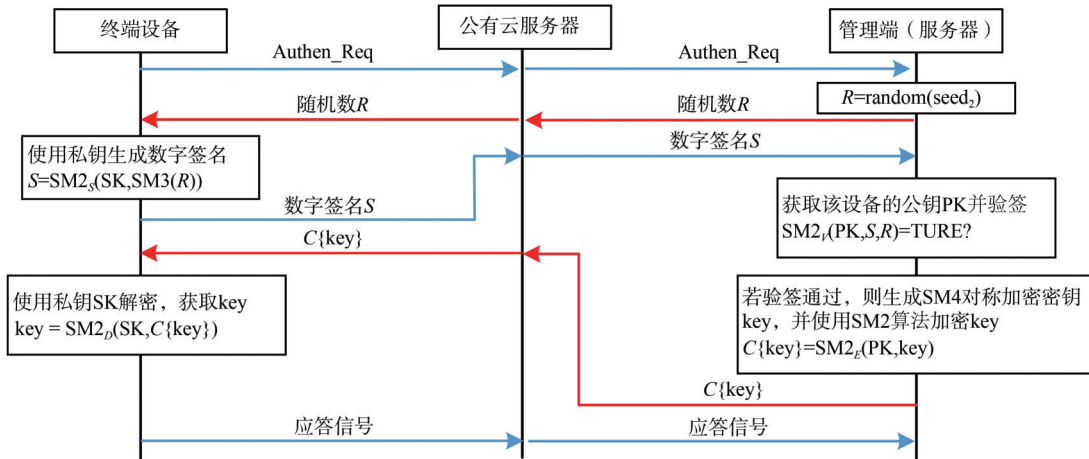 终端设备
公有云服务器
管理端（服务器）
Authen_Req
Authen_Req
R=random(seed₂)
随机数R
随机数R
数字签名S
使用私钥生成数字签名
S=SM2_S(SK,SM3(R))
数字签名S
获取该设备的公钥PK并验签
SM2_V(PK,S,R)=TURE?
C{key}
使用私钥SK解密，获取key
key = SM2_D(SK,C{key})
若验签通过，则生成SM4对称加密密钥
key，并使用SM2算法加密key
C{key}=SM2_E(PK,key)
C{key}
应答信号
应答信号